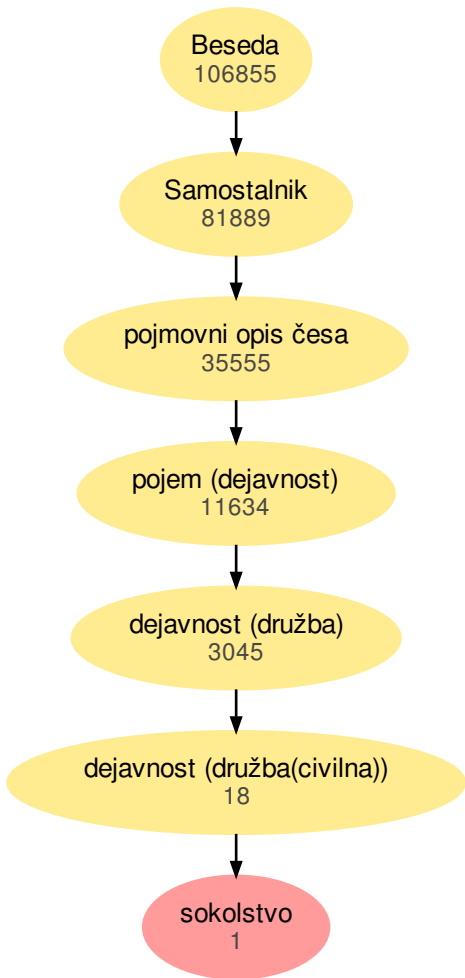 Beseda
106855
Samostalnik
81889
pojmovni opis česa
35555
pojem (dejavnost)
11634
dejavnost (družba)
3045
dejavnost (družba(civilna))
18
sokolstvo
1